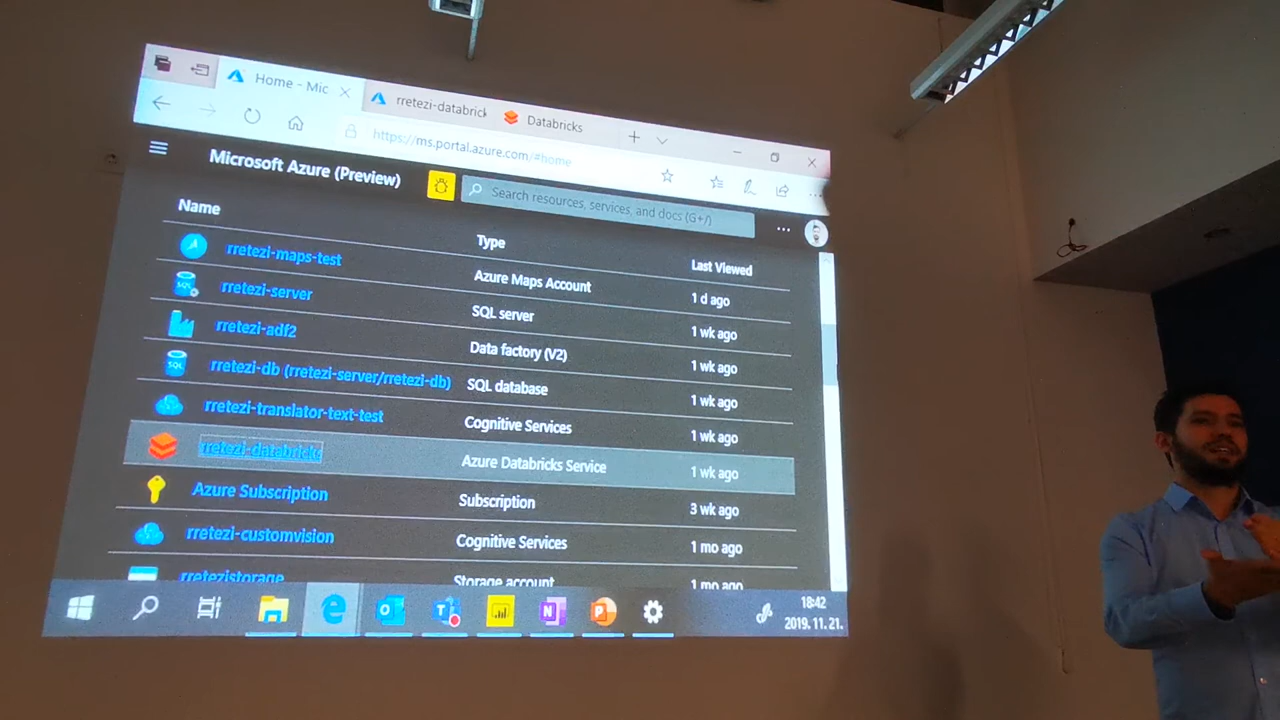 Home - Mic
rretezi-databrick
Databricks
https://ms.portal.azure.com/#home
Microsoft Azure (Preview)
Search resources, services, and docs (G+/)
Name Type Last Viewed
rretezi-maps-test Azure Maps Account 1 d ago
rretezi-server SQL server 1 wk ago
rretezi-adf2 Data factory (V2) 1 wk ago
rretezi-db (rretezi-server/rretezi-db) SQL database 1 wk ago
rretezi-translator-text-test Cognitive Services 1 wk ago
rretezi-databricks Azure Databricks Service 1 wk ago
Azure Subscription Subscription 3 wk ago
rretezi-customvision Cognitive Services 1 mo ago
rretezistorage Storage account 1 mo ago
18:42
2019. 11. 21.